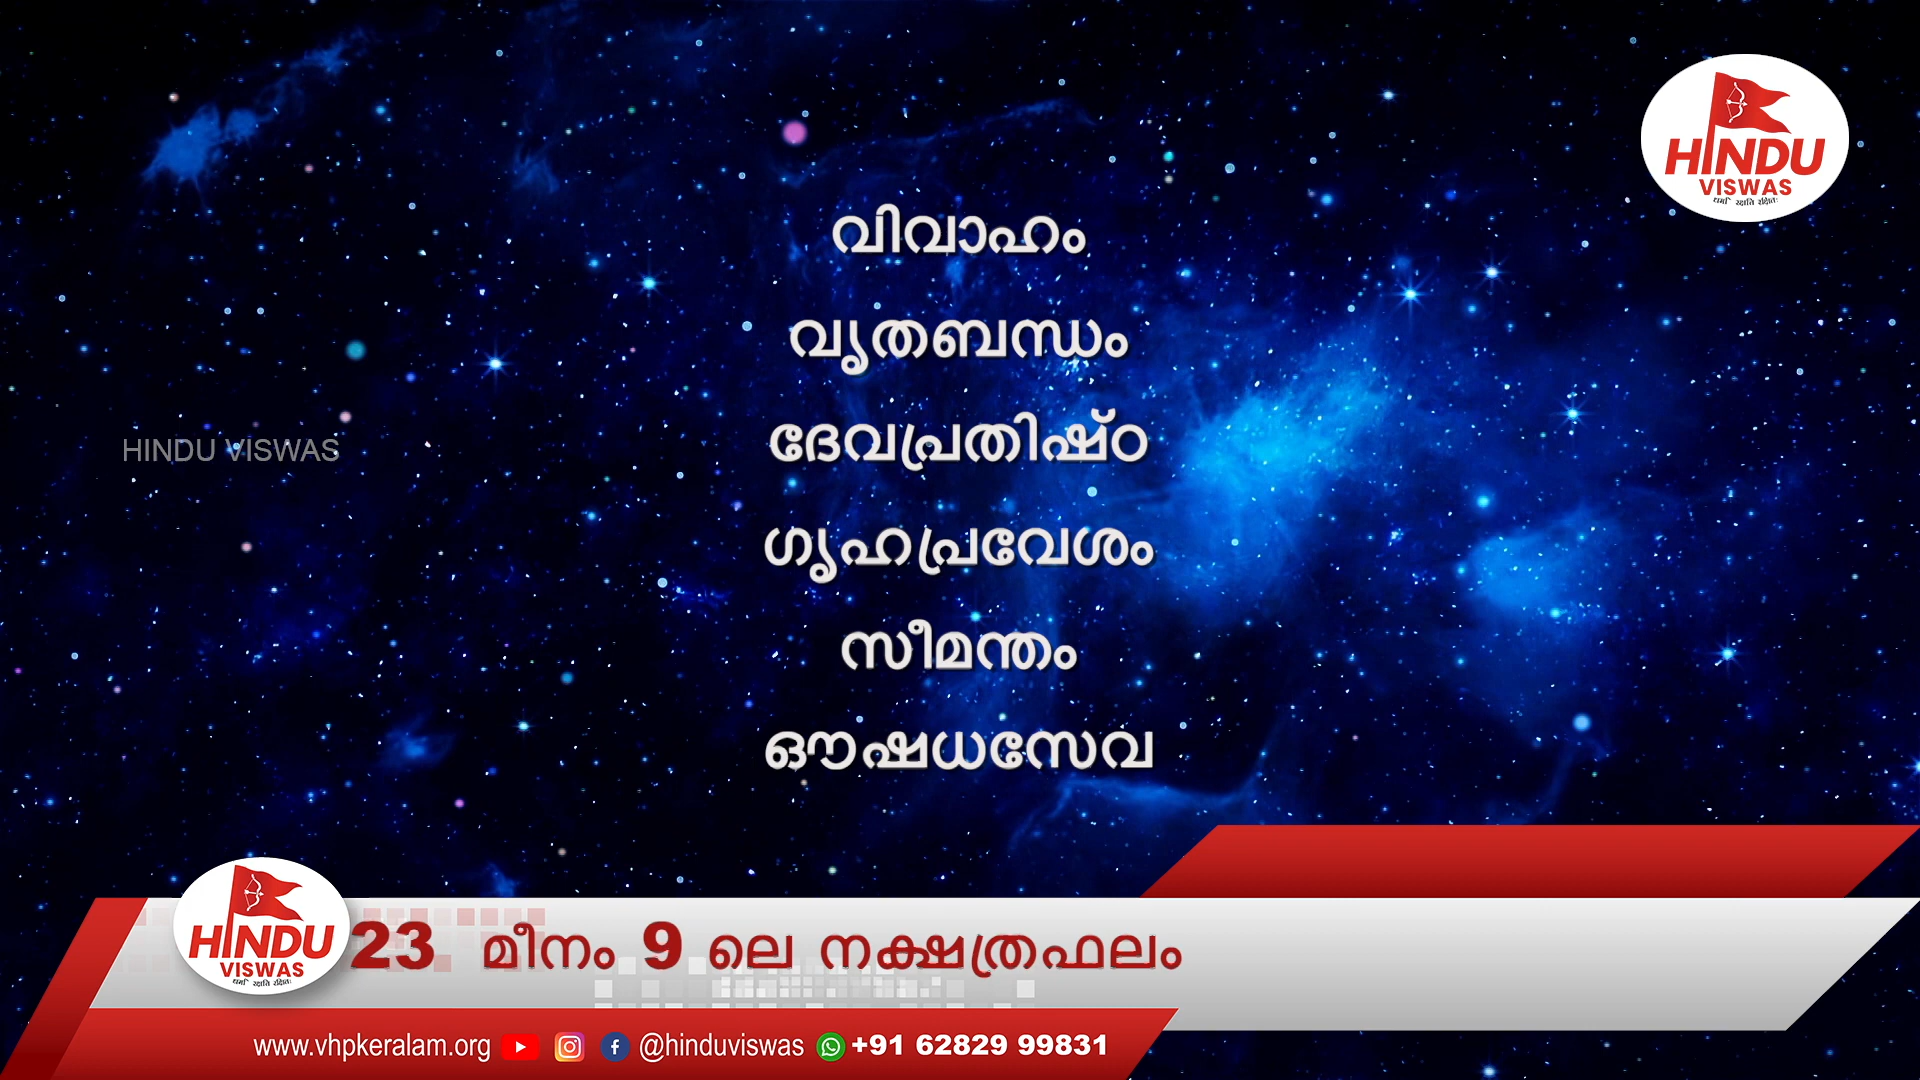 HINDU
VISWAS
വിവാഹം
വൃതബന്ധം
ദേവപ്രതിഷ്ഠ
HINDU VISWAS
ഗൃഹപ്രവേശം
സീമന്തം
ഔഷധസേവ
HINDU
VISWAS
23 മീനം 9 ലെ നക്ഷത്രഫലം
www.vhpkeralam.org @hinduviswas +91 62829 99831